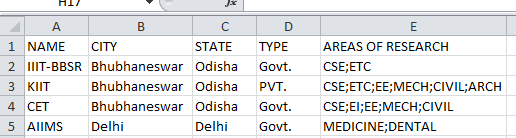 H17 fx
A B C D E
1 NAME CITY STATE TYPE AREAS OF RESEARCH
2 IIIT-BBSR Bhubhaneswar Odisha Govt. CSE;ETC
3 KIIT Bhubhaneswar Odisha PVT. CSE;ETC;EE;MECH;CIVIL;ARCH
4 CET Bhubhaneswar Odisha Govt. CSE;EI;EE;MECH;CIVIL
5 AIIMS Delhi Delhi Govt. MEDICINE;DENTAL